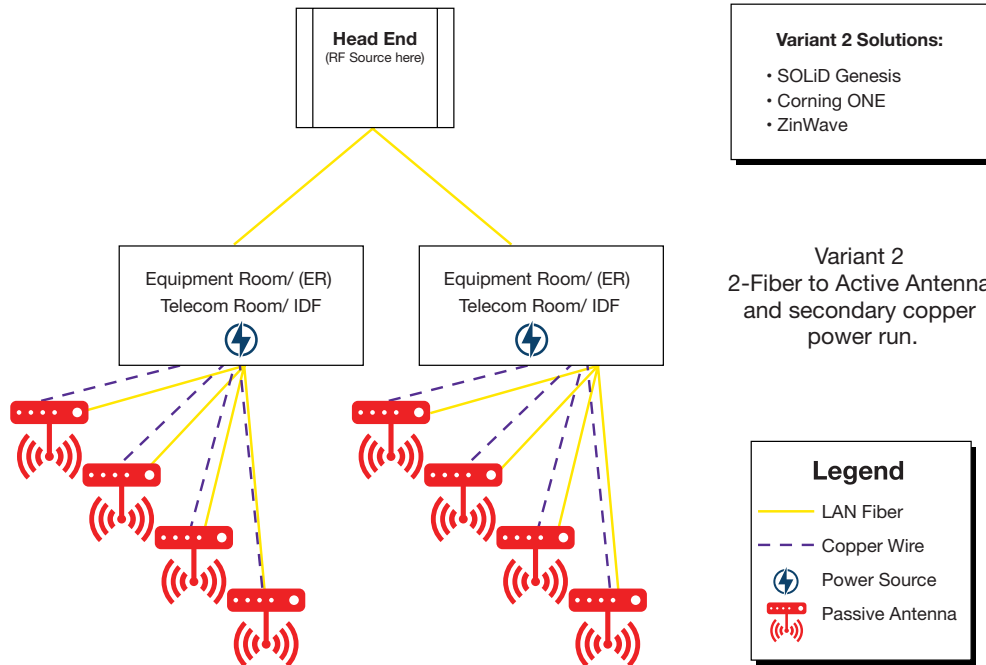 Head End
(RF Source here)
Variant 2 Solutions:
• SOLiD Genesis
• Corning ONE
• ZinWave
Equipment Room/ (ER)
Telecom Room/ IDF
Equipment Room/ (ER)
Telecom Room/ IDF
Variant 2
2-Fiber to Active Antenna
and secondary copper
power run.
Legend
LAN Fiber
Copper Wire
Power Source
Passive Antenna